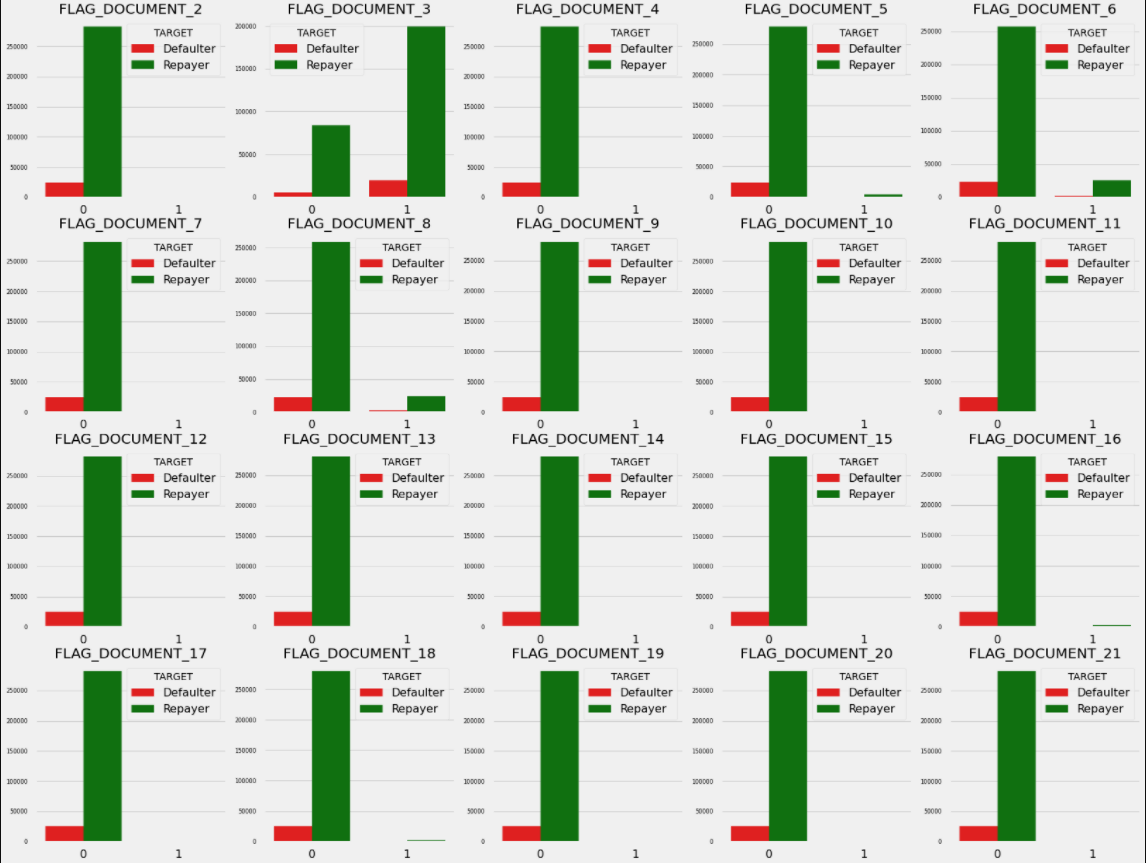 FLAG_DOCUMENT_2 FLAG_DOCUMENT_3 FLAG_DOCUMENT_4 FLAG_DOCUMENT_5 FLAG_DOCUMENT_6
TARGET TARGET TARGET TARGET TARGET
Defaulter Defaulter Defaulter Defaulter Defaulter
Repayer Repayer Repayer Repayer Repayer
250000 200000 250000 250000 250000
200000 150000 200000 200000 200000
150000 100000 150000 150000 150000
100000 50000 100000 100000 100000
50000 50000 50000 50000
0 0 0 0 0
0 1 0 1 0 1 0 1 0 1
FLAG_DOCUMENT_7 FLAG_DOCUMENT_8 FLAG_DOCUMENT_9 FLAG_DOCUMENT_10 FLAG_DOCUMENT_11
TARGET TARGET TARGET TARGET TARGET
Defaulter Defaulter Defaulter Defaulter Defaulter
Repayer Repayer Repayer Repayer Repayer
250000 250000 250000 250000 250000
200000 200000 200000 200000 200000
150000 150000 150000 150000 150000
100000 100000 100000 100000 100000
50000 50000 50000 50000 50000
0 0 0 0 0
0 1 0 1 0 1 0 1 0 1
FLAG_DOCUMENT_12 FLAG_DOCUMENT_13 FLAG_DOCUMENT_14 FLAG_DOCUMENT_15 FLAG_DOCUMENT_16
TARGET TARGET TARGET TARGET TARGET
Defaulter Defaulter Defaulter Defaulter Defaulter
Repayer Repayer Repayer Repayer Repayer
250000 250000 250000 250000 250000
200000 200000 200000 200000 200000
150000 150000 150000 150000 150000
100000 100000 100000 100000 100000
50000 50000 50000 50000 50000
0 0 0 0 0
0 1 0 1 0 1 0 1 0 1
FLAG_DOCUMENT_17 FLAG_DOCUMENT_18 FLAG_DOCUMENT_19 FLAG_DOCUMENT_20 FLAG_DOCUMENT_21
TARGET TARGET TARGET TARGET TARGET
Defaulter Defaulter Defaulter Defaulter Defaulter
Repayer Repayer Repayer Repayer Repayer
250000 250000 250000 250000 250000
200000 200000 200000 200000 200000
150000 150000 150000 150000 150000
100000 100000 100000 100000 100000
50000 50000 50000 50000 50000
0 0 0 0 0
0 1 0 1 0 1 0 1 0 1